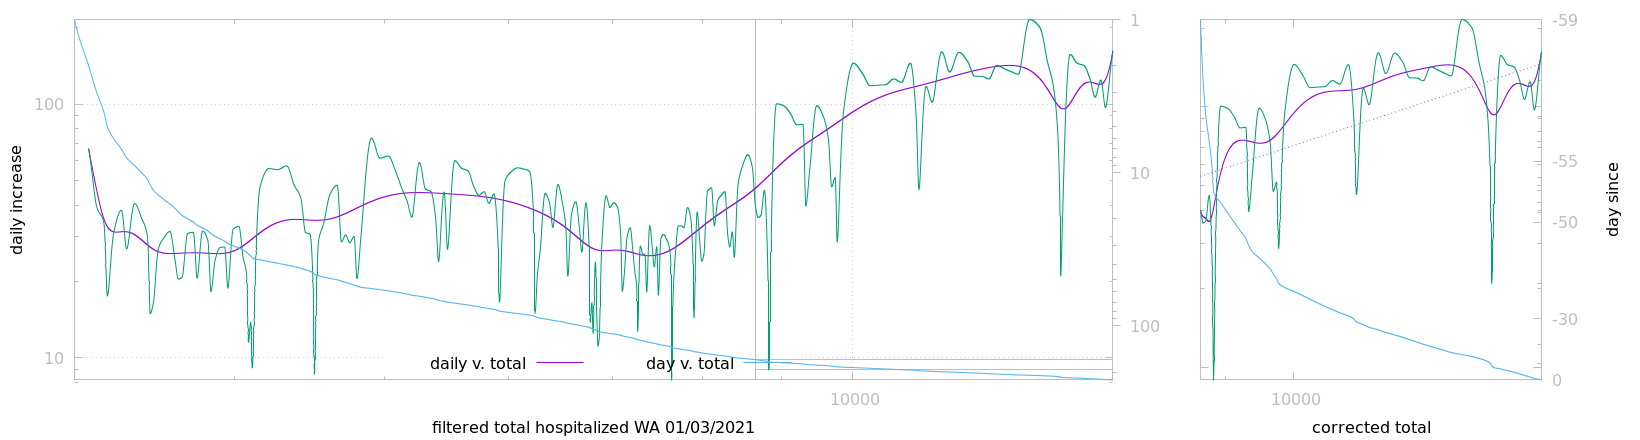 1
-59
100
10
-55
-50
100
-30
10
0
daily increase
day since
daily v. total
day v. total
10000
10000
filtered total hospitalized WA 01/03/2021
corrected total